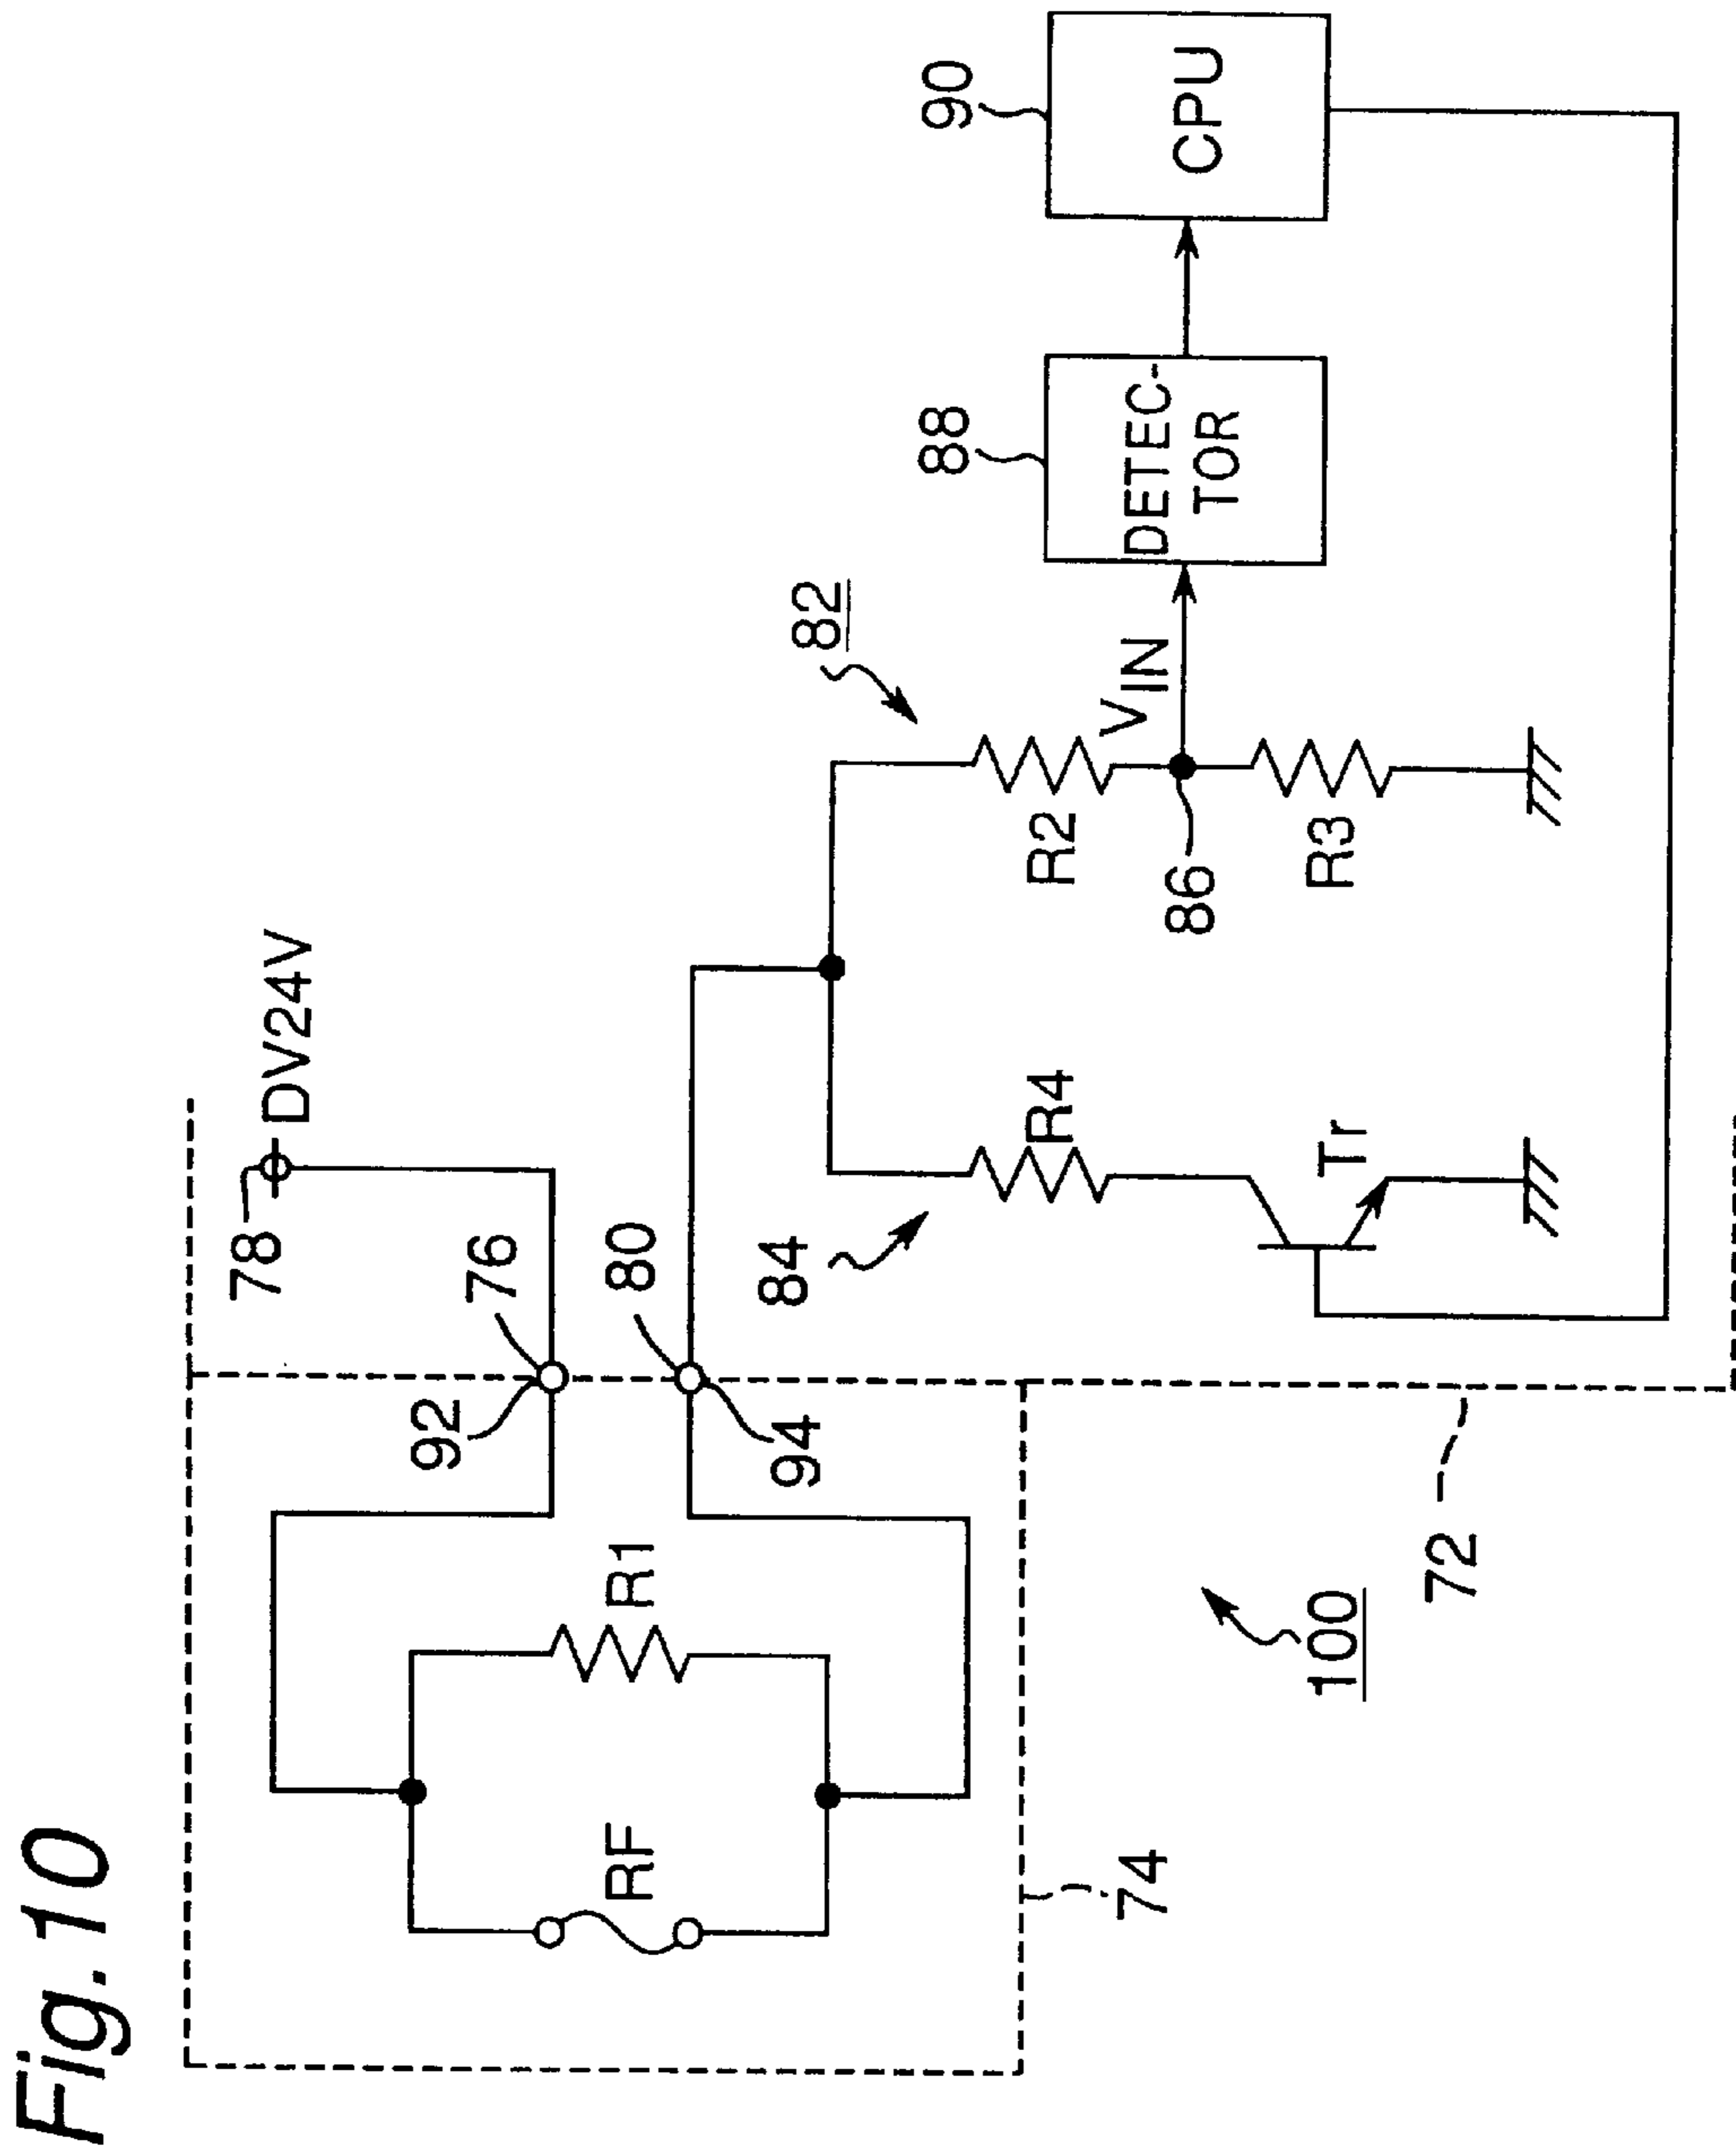 Fig.10
78
DV24V
92
76
80
94
RF
R1
74
84
R4
Tr
82
R2
VIN
86
R3
88
DETEC-
TOR
90
CPU
100
72